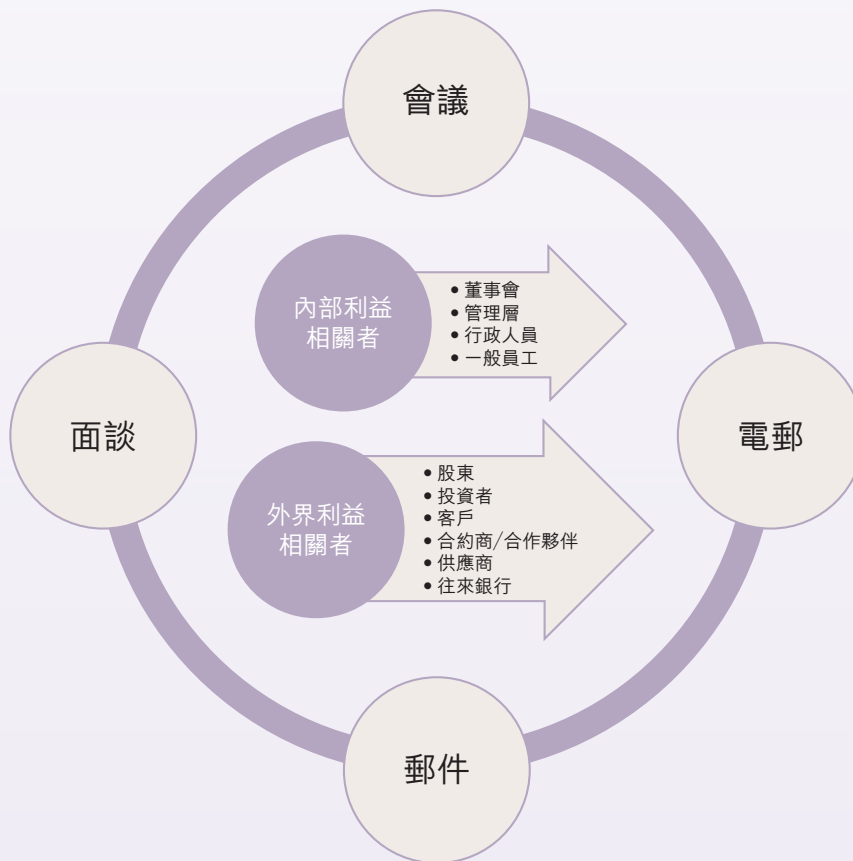 會議
內部利益
相關者
• 董事會
• 管理層
• 行政人員
• 一般員工
面談
電郵
外界利益
相關者
• 股東
• 投資者
• 客戶
• 合約商/合作夥伴
• 供應商
• 往來銀行
郵件